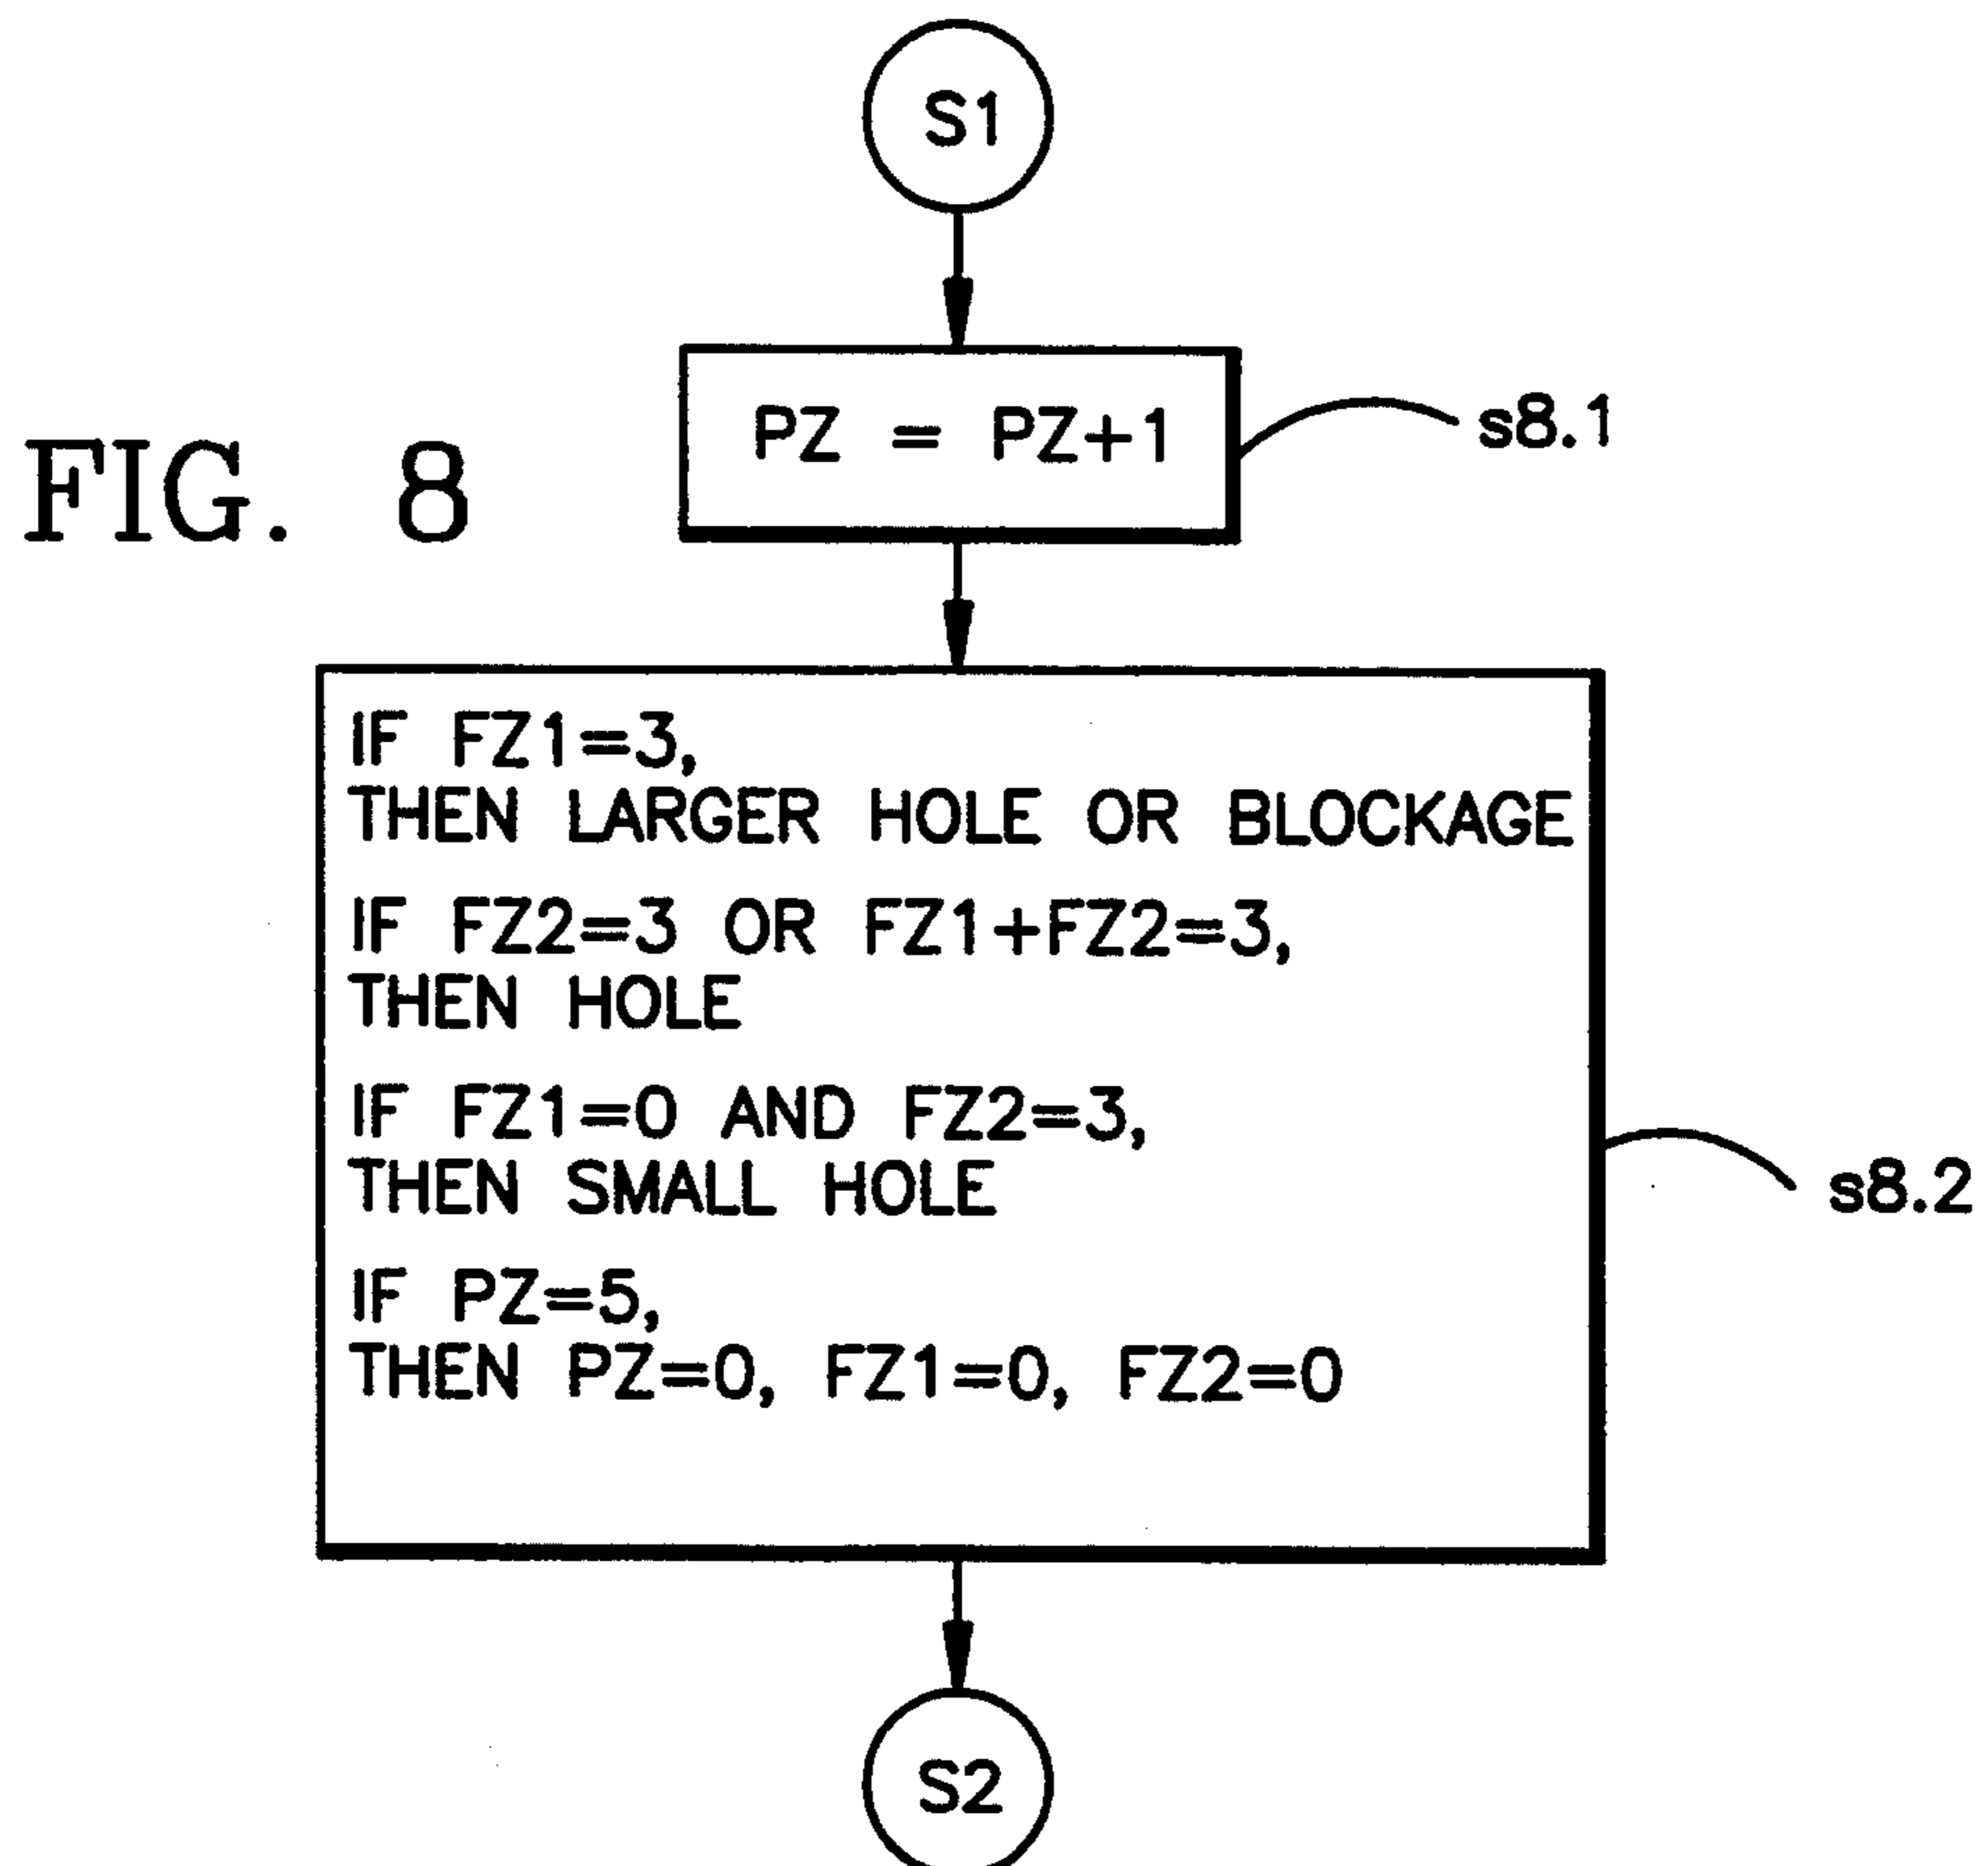 S1
PZ = PZ+1
s8.1
FIG. 8
IF FZ1=3,
THEN LARGER HOLE OR BLOCKAGE
IF FZ2=3 OR FZ1+FZ2=3,
THEN HOLE
IF FZ1=0 AND FZ2=3,
THEN SMALL HOLE
s8.2
IF PZ=5,
THEN PZ=0, FZ1=0, FZ2=0
S2